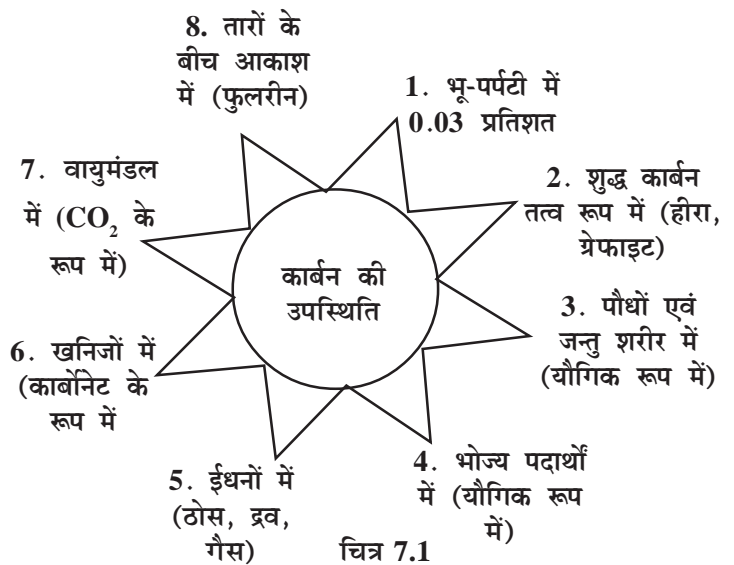 8. तारों के
बीच आकाश
में (फुलरीन)
1. भू-पर्पटी में
0.03 प्रतिशत
2. शुद्ध कार्बन
तत्व रूप में (हीरा,
ग्रेफाइट)
3. पौधों एवं
जन्तु शरीर में
(यौगिक रूप में)
4. भोज्य पदार्थों
में (यौगिक रूप
में)
5. ईधनों में
(ठोस, द्रव,
गैस)
6. खनिजों में
(कार्बोनेट के
रूप में
7. वायुमंडल
में (CO₂ के
रूप में)
कार्बन की
उपस्थिति
चित्र 7.1